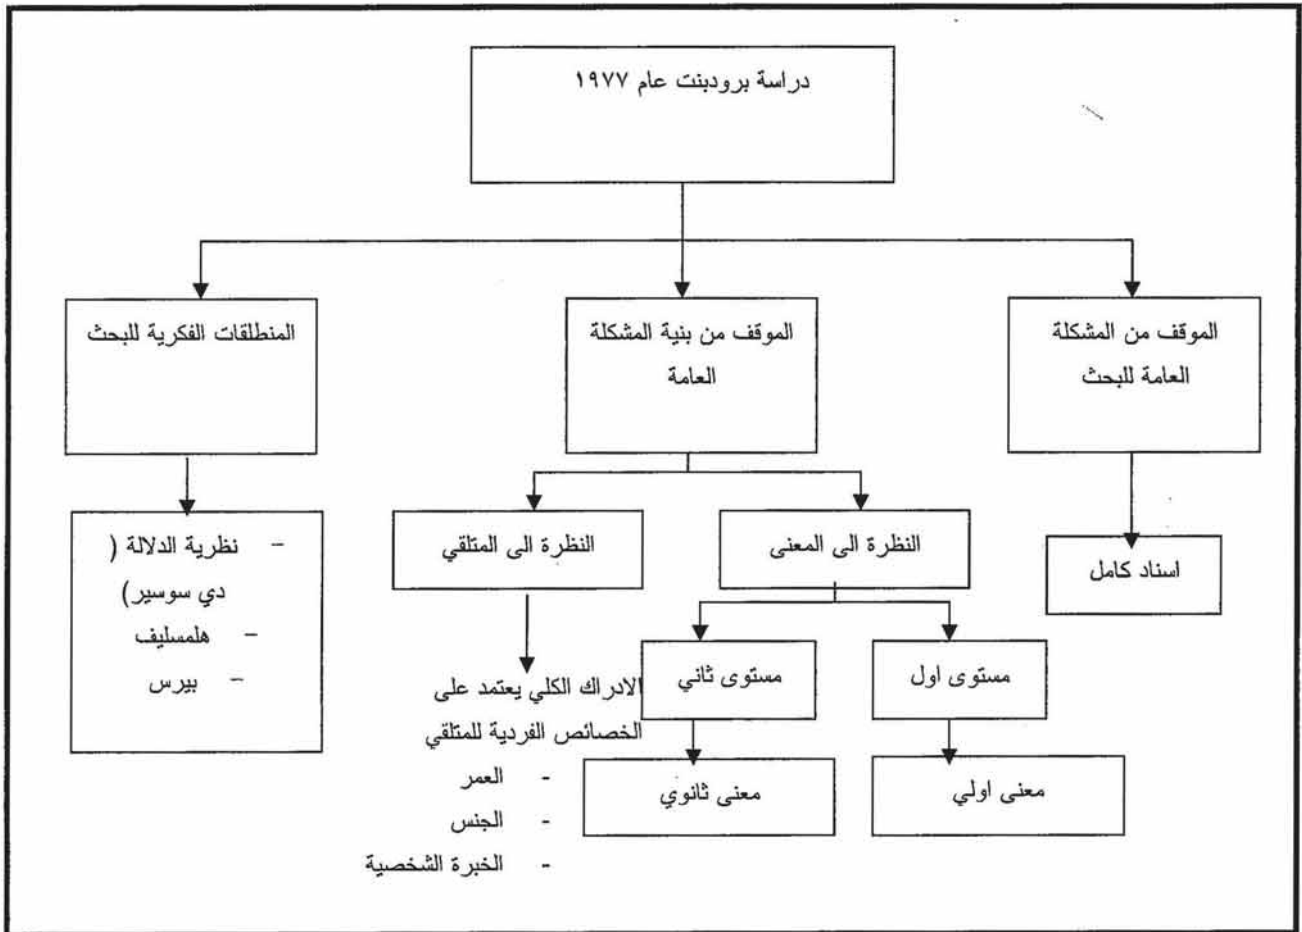 دراسة برودبنت عام ١٩٧٧
الموقف من المشكلة
العامة للبحث
الموقف من بنية المشكلة
العامة
المنطلقات الفكرية للبحث
اسناد كامل
النظرة الى المعنى
النظرة الى المتلقي
- نظرية الدلالة (
دي سوسير)
- هلمسليف
- بيرس
مستوى اول
مستوى ثاني
معنى اولي
معنى ثانوي
الادراك الكلي يعتمد على
الخصائص الفردية للمتلقي
- العمر
- الجنس
- الخبرة الشخصية